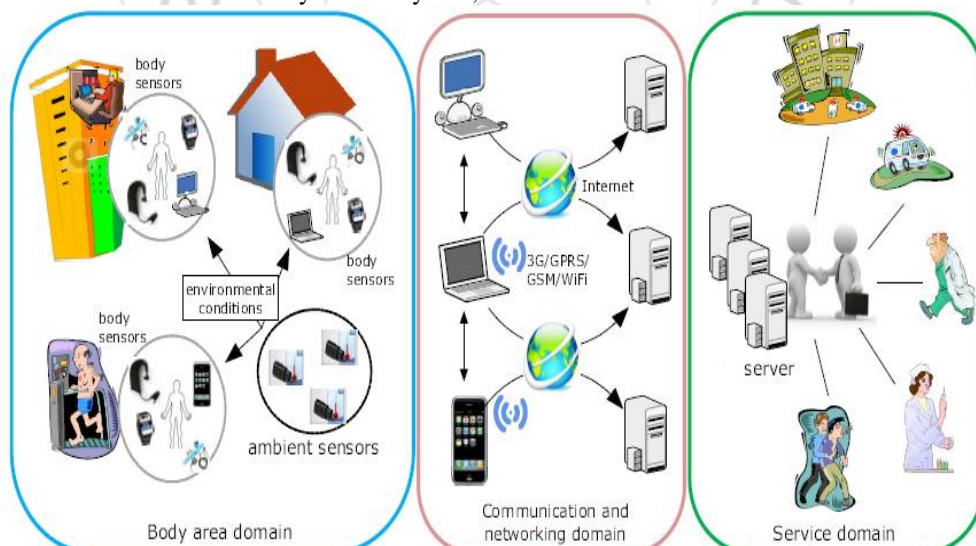 body
sensors
body
sensors
environmental
conditions
body
sensors
ambient sensors
Body area domain
Internet
3G/GPRS/
GSM/WiFi
Communication and
networking domain
server
Service domain